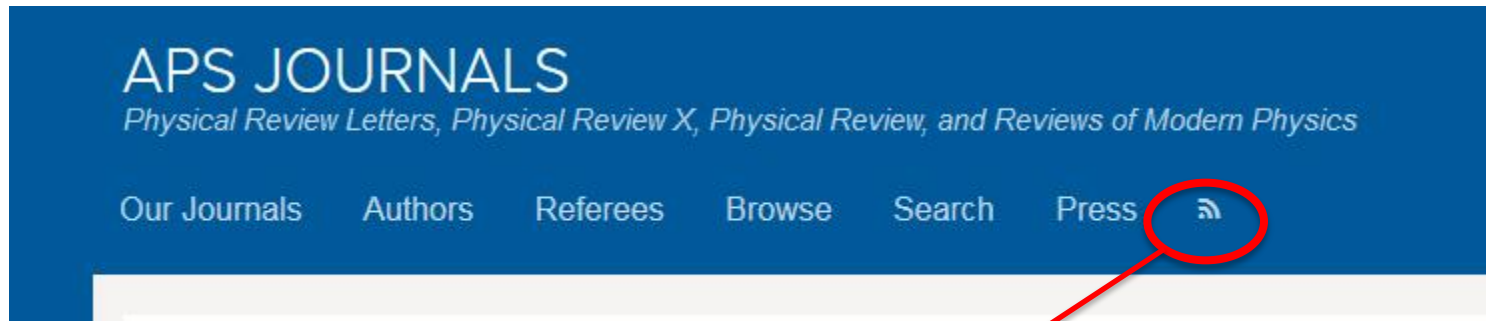 APS JOURNALS
Physical Review Letters, Physical Review X, Physical Review, and Reviews of Modern Physics
Our Journals Authors Referees Browse Search Press